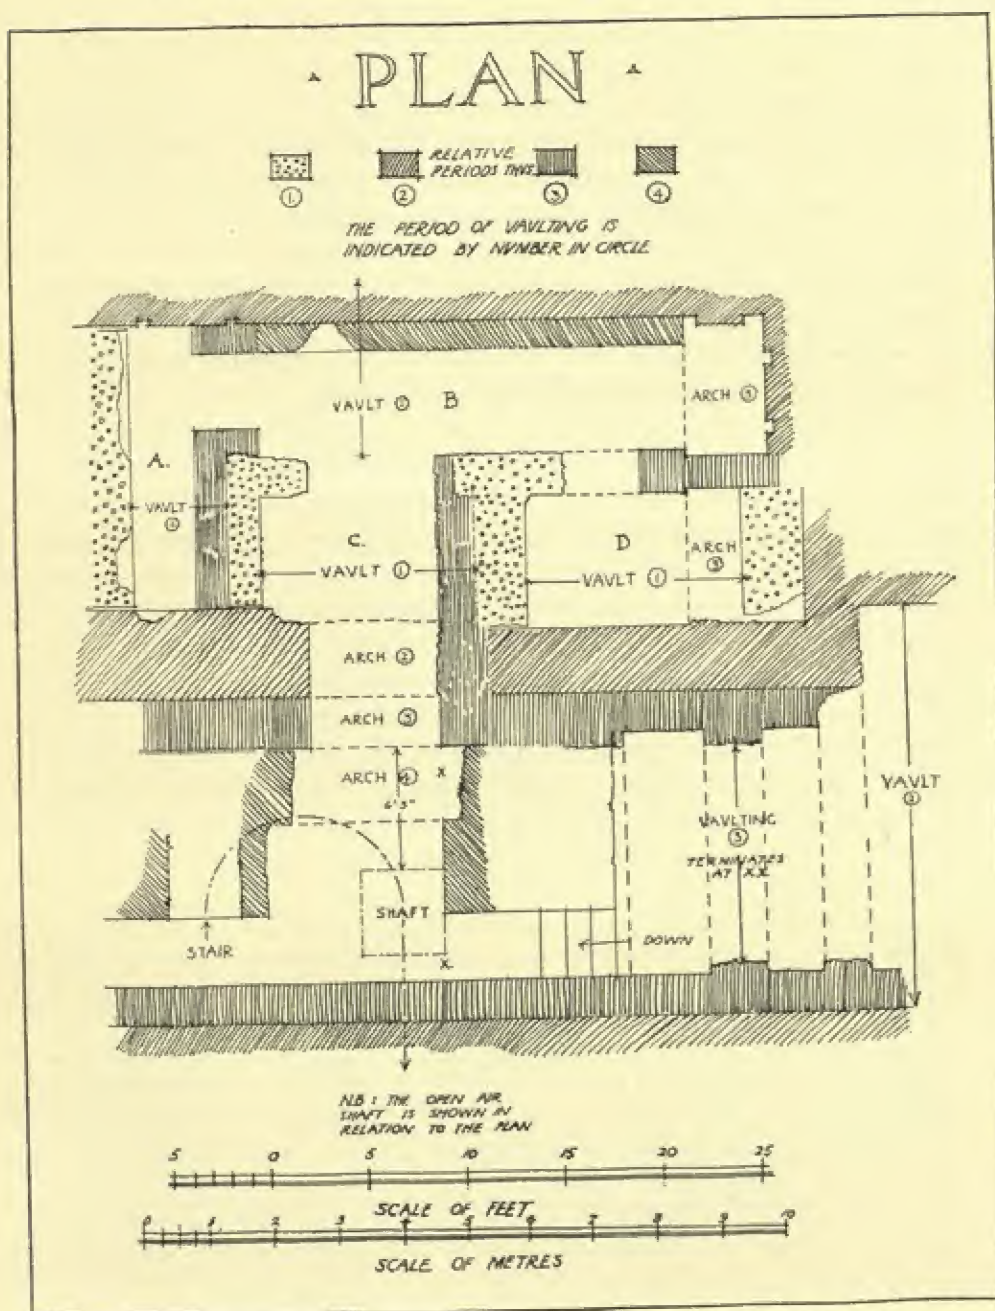 PLAN
RELATIVE
PERIODS THUS
① ② ③ ④
THE PERIOD OF VAULTING IS
INDICATED BY NUMBER IN CIRCLE
VAULT ② B
ARCH ③
A.
VAULT
C.
VAULT ①
D
VAULT ①
ARCH
③
ARCH ②
ARCH ③
ARCH ④
X
6'3"
VAULT
②
VAULTING
③
TERMINATES
AT XX
SHAFT
STAIR
DOWN
X
N.B : THE OPEN AIR
SHAFT IS SHOWN IN
RELATION TO THE PLAN
5 0 5 10 15 20 25
SCALE OF FEET
0 1 2 3 4 5 6 7 8 9 10
SCALE OF METRES